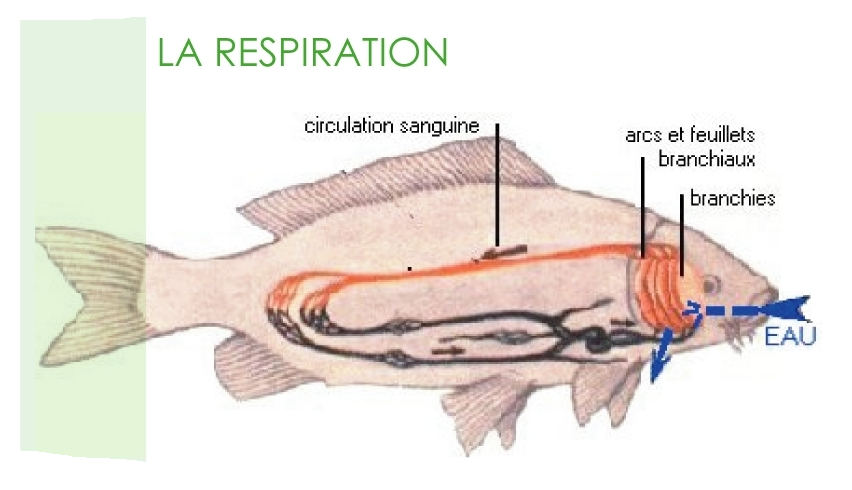 LA RESPIRATION
circulation sanguine
arcs et feuillets
branchiaux
branchies
EAU